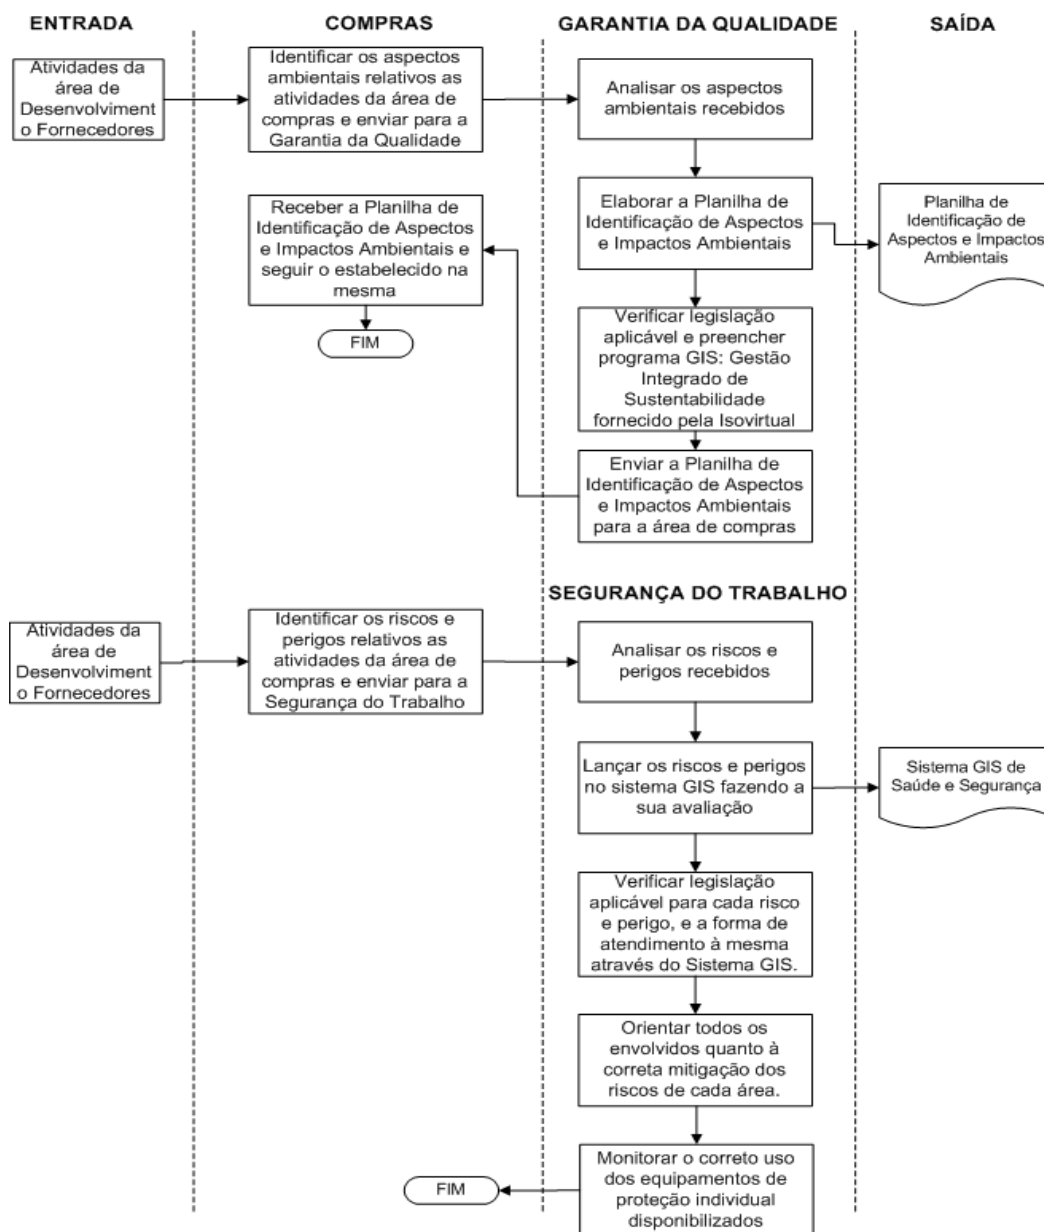 ENTRADA
COMPRAS
GARANTIA DA QUALIDADE
SAÍDA
Atividades da
área de
Desenvolviment
o Fornecedores
Identificar os aspectos
ambientais relativos as
atividades da área de
compras e enviar para a
Garantia da Qualidade
Analisar os aspectos
ambientais recebidos
Receber a Planilha de
Identificação de Aspectos
e Impactos Ambientais e
seguir o estabelecido na
mesma
Elaborar a Planilha de
Identificação de Aspectos
e Impactos Ambientais
Planilha de
Identificação de
Aspectos e Impactos
Ambientais
FIM
Verificar legislação
aplicável e preencher
programa GIS: Gestão
Integrado de
Sustentabilidade
fornecido pela Isovirtual
Enviar a Planilha de
Identificação de Aspectos
e Impactos Ambientais
para a área de compras
SEGURANÇA DO TRABALHO
Atividades da
área de
Desenvolviment
o Fornecedores
Identificar os riscos e
perigos relativos as
atividades da área de
compras e enviar para a
Segurança do Trabalho
Analisar os riscos e
perigos recebidos
Lançar os riscos e perigos
no sistema GIS fazendo a
sua avaliação
Sistema GIS de
Saúde e Segurança
Verificar legislação
aplicável para cada risco
e perigo, e a forma de
atendimento à mesma
através do Sistema GIS.
Orientar todos os
envolvidos quanto à
correta mitigação dos
riscos de cada área.
Monitorar o correto uso
dos equipamentos de
proteção individual
disponibilizados
FIM